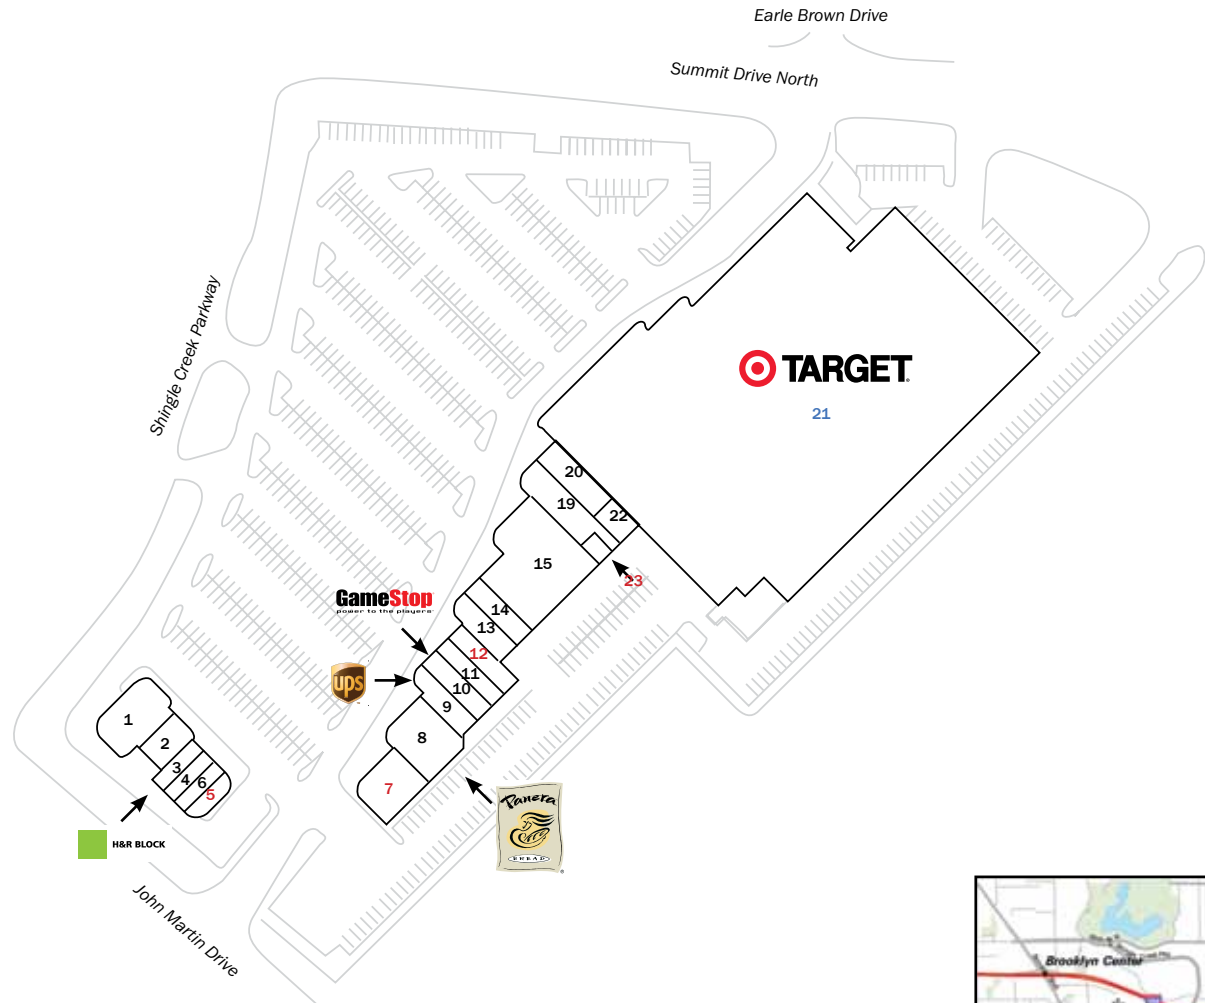 Earle Brown Drive
Summit Drive North
Shingle Creek Parkway
TARGET
21
20
19
22
15
23
GameStop
power to the players
14
13
12
11
10
ups
9
8
7
1
2
3
4
6
5
H&R BLOCK
Panera
BREAD
John Martin Drive
Brooklyn Center